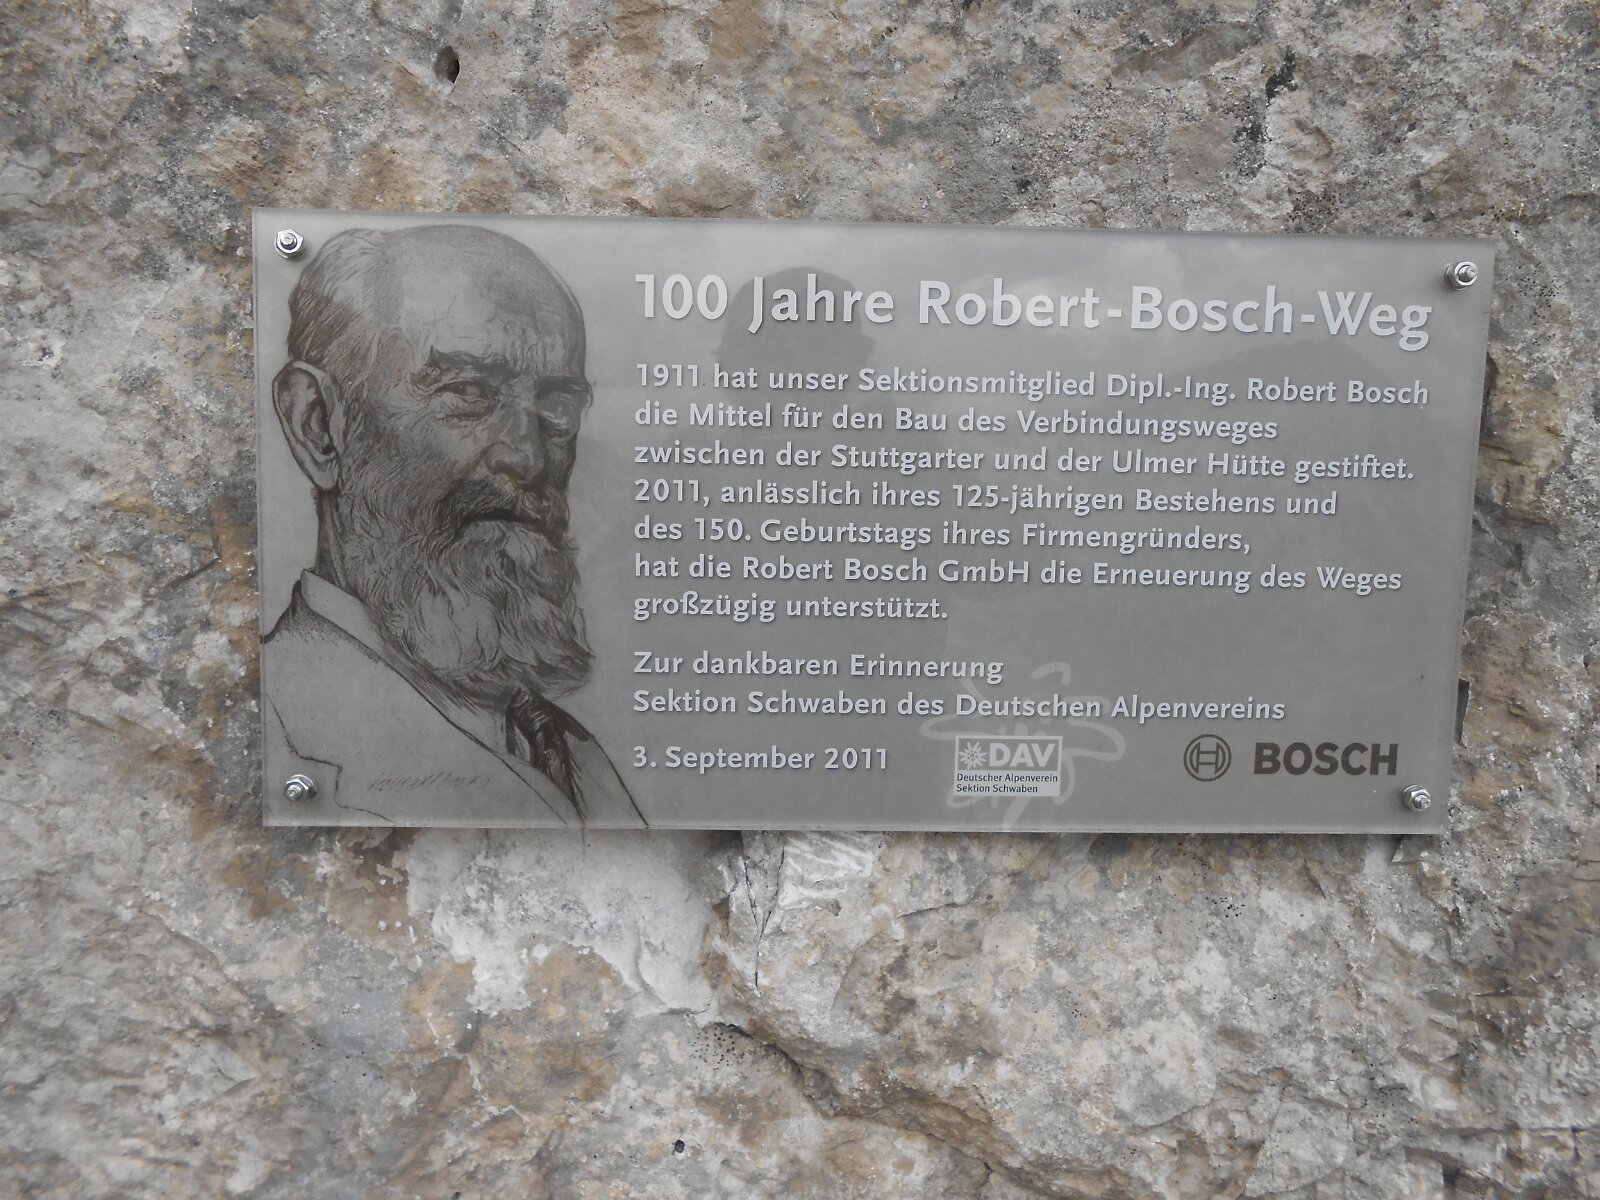 100 Jahre Robert-Bosch-Weg
1911 hat unser Sektionsmitglied Dipl.-Ing. Robert Bosch
die Mittel für den Bau des Verbindungsweges
zwischen der Stuttgarter und der Ulmer Hütte gestiftet.
2011, anlässlich ihres 125-jährigen Bestehens und
des 150. Geburtstags ihres Firmengründers,
hat die Robert Bosch GmbH die Erneuerung des Weges
großzügig unterstützt.
Zur dankbaren Erinnerung
Sektion Schwaben des Deutschen Alpenvereins
3. September 2011
DAV
Deutscher Alpenverein
Sektion Schwaben
BOSCH